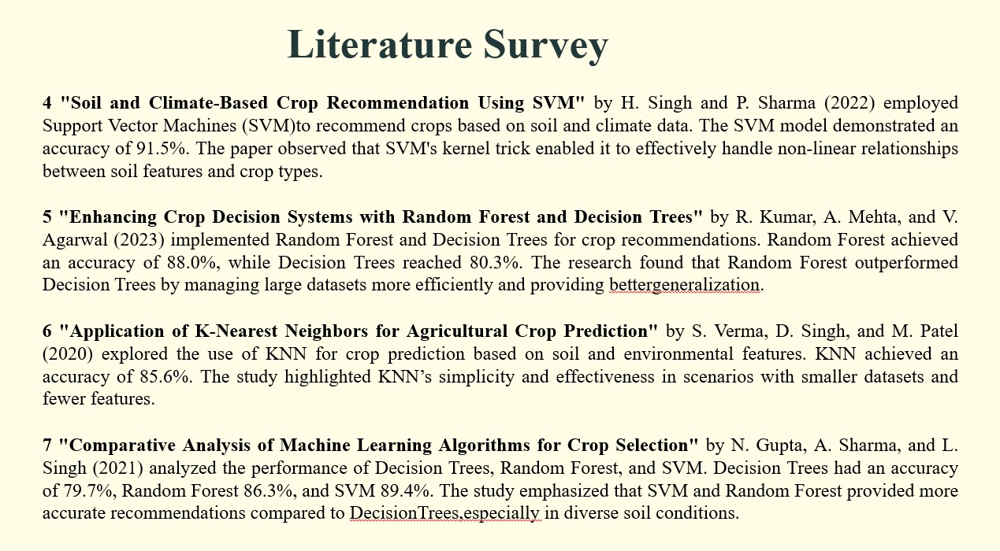 Literature Survey
4 "Soil and Climate-Based Crop Recommendation Using SVM" by H. Singh and P. Sharma (2022) employed
Support Vector Machines (SVM)to recommend crops based on soil and climate data. The SVM model demonstrated an
accuracy of 91.5%. The paper observed that SVM's kernel trick enabled it to effectively handle non-linear relationships
between soil features and crop types.
5 "Enhancing Crop Decision Systems with Random Forest and Decision Trees" by R. Kumar, A. Mehta, and V.
Agarwal (2023) implemented Random Forest and Decision Trees for crop recommendations. Random Forest achieved
an accuracy of 88.0%, while Decision Trees reached 80.3%. The research found that Random Forest outperformed
Decision Trees by managing large datasets more efficiently and providing bettergeneralization.
6 "Application of K-Nearest Neighbors for Agricultural Crop Prediction" by S. Verma, D. Singh, and M. Patel
(2020) explored the use of KNN for crop prediction based on soil and environmental features. KNN achieved an
accuracy of 85.6%. The study highlighted KNN’s simplicity and effectiveness in scenarios with smaller datasets and
fewer features.
7 "Comparative Analysis of Machine Learning Algorithms for Crop Selection" by N. Gupta, A. Sharma, and L.
Singh (2021) analyzed the performance of Decision Trees, Random Forest, and SVM. Decision Trees had an accuracy
of 79.7%, Random Forest 86.3%, and SVM 89.4%. The study emphasized that SVM and Random Forest provided more
accurate recommendations compared to DecisionTrees,especially in diverse soil conditions.